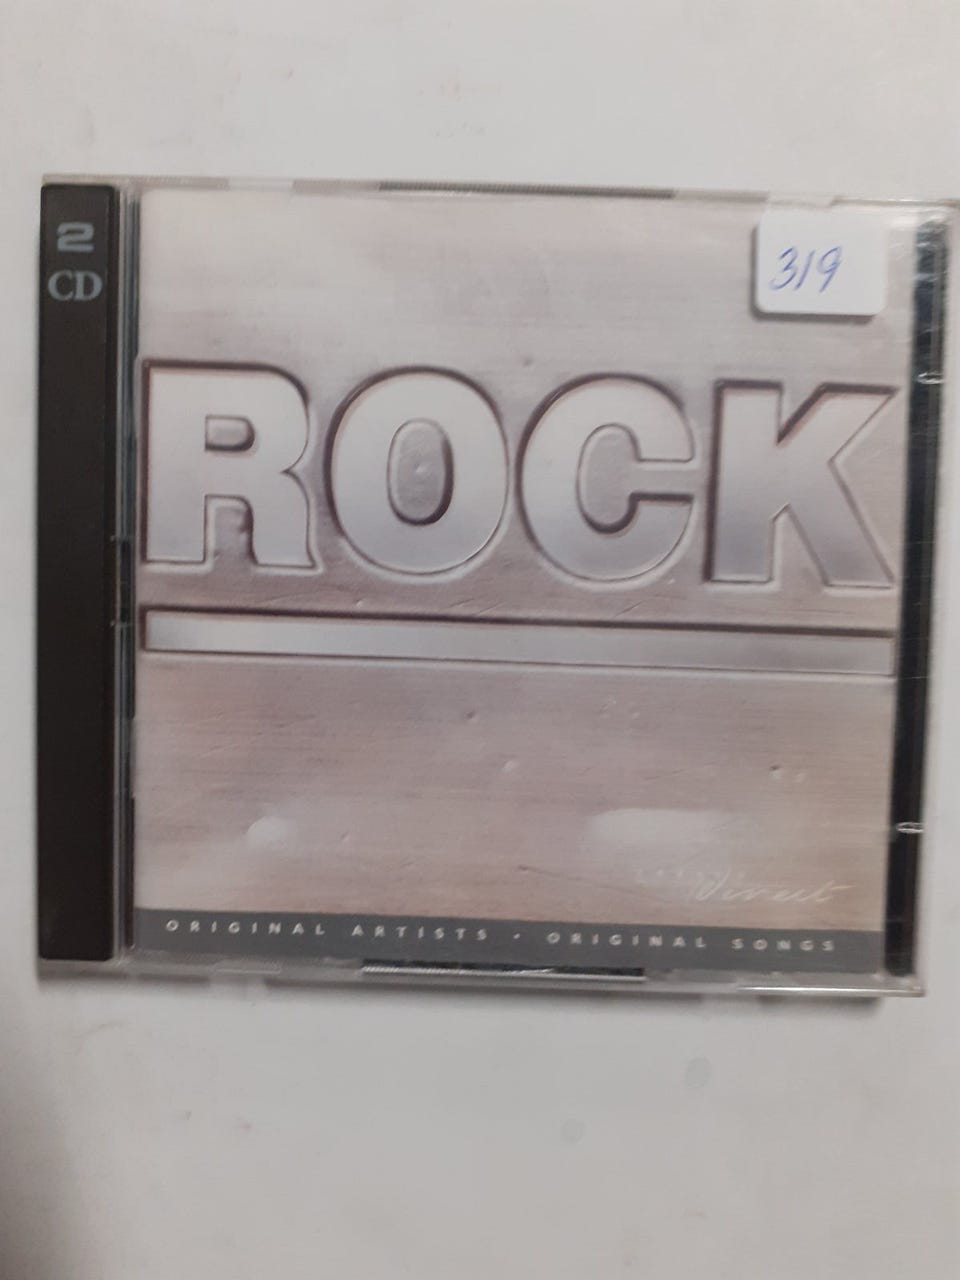 2
CD
319
ROCK
Direct
ORIGINAL ARTISTS · ORIGINAL SONGS